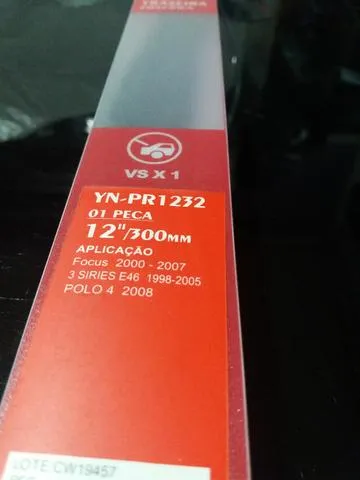 TRASEIRA
VS X 1
YN-PR1232
01 PEÇA
12"/300MM
APLICAÇÃO
Focus 2000 - 2007
3 SIRIES E46 1998-2005
POLO 4 2008
LOTE:CW19457